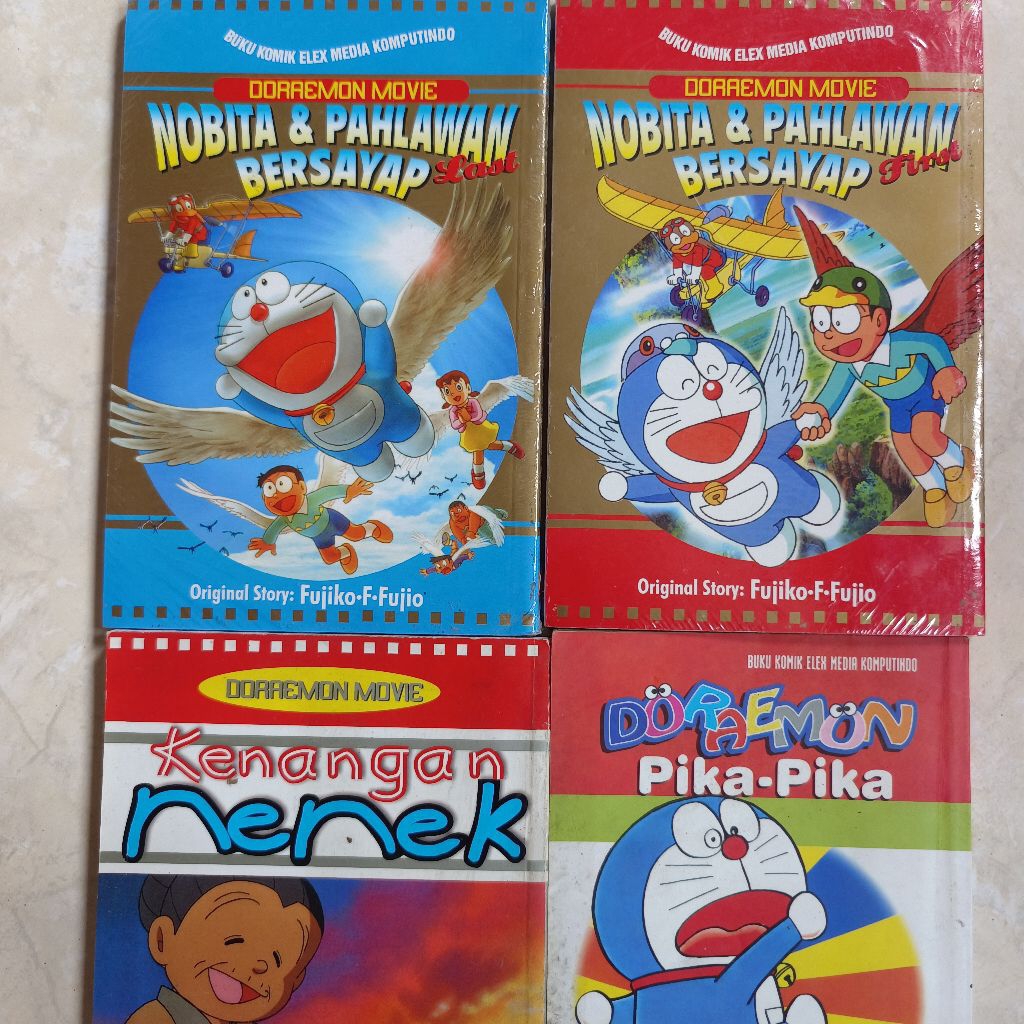 BUKU KOMIK ELEX MEDIA KOMPUTINDO
DORAEMON MOVIE
NOBITA & PAHLAWAN
BERSAYAP Last
Original Story: Fujiko·F·Fujio
BUKU KOMIK ELEX MEDIA KOMPUTINDO
DORAEMON MOVIE
NOBITA & PAHLAWAN
BERSAYAP First
Original Story: Fujiko·F·Fujio
DORAEMON MOVIE
Kenangan
nenek
BUKU KOMIK ELEX MEDIA KOMPUTINDO
DORAEMON
Pika-Pika